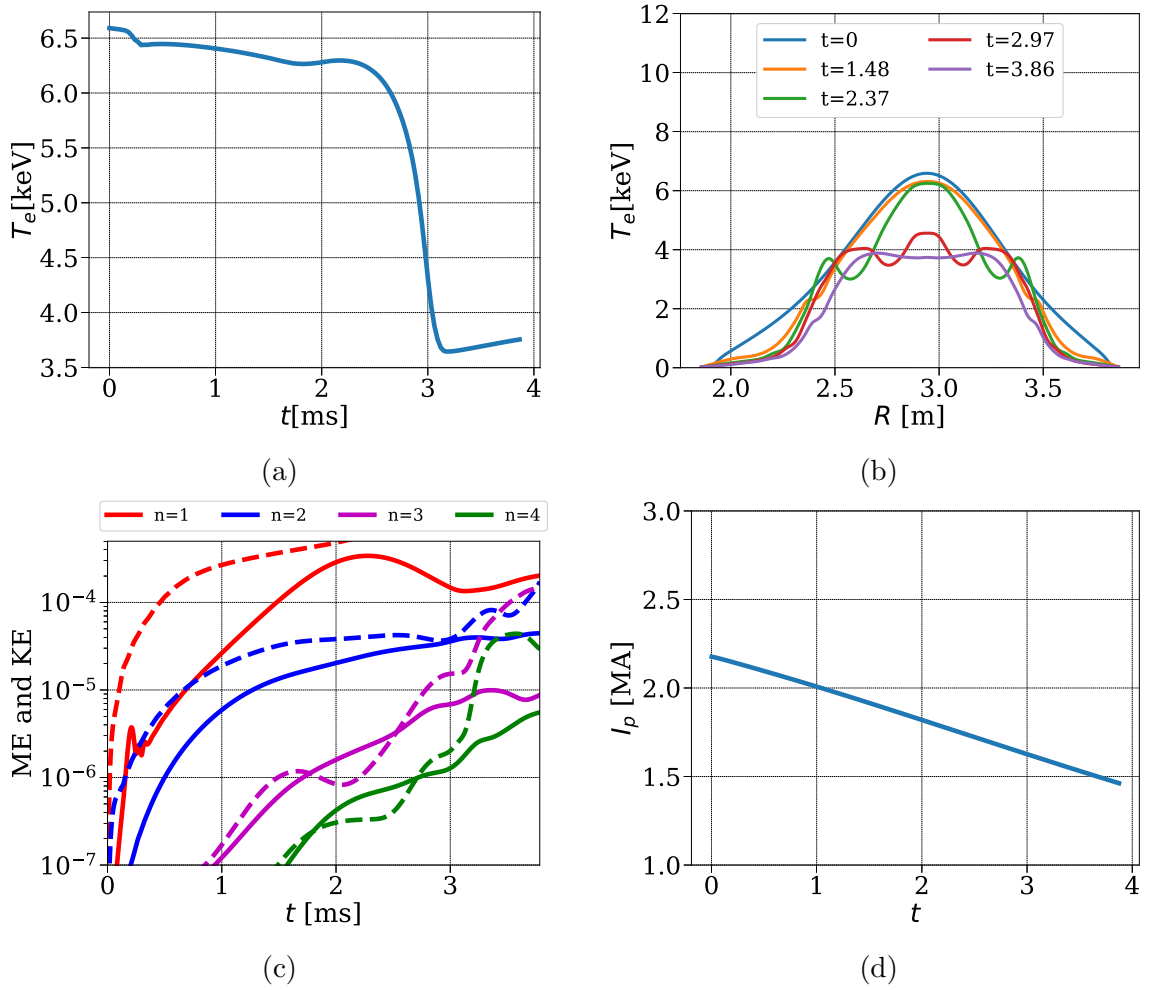 6.5
6.0
5.5
5.0
4.5
4.0
3.5
T_e[keV]
0 1 2 3 4
t[ms]
(a)
12
10
8
6
4
2
0
T_e[keV]
t=0 t=2.97
t=1.48 t=3.86
t=2.37
2.0 2.5 3.0 3.5
R [m]
(b)
n=1 n=2 n=3 n=4
10^{-4}
10^{-5}
10^{-6}
10^{-7}
ME and KE
0 1 2 3
t [ms]
(c)
3.0
2.5
2.0
1.5
1.0
I_p [MA]
0 1 2 3 4
t
(d)